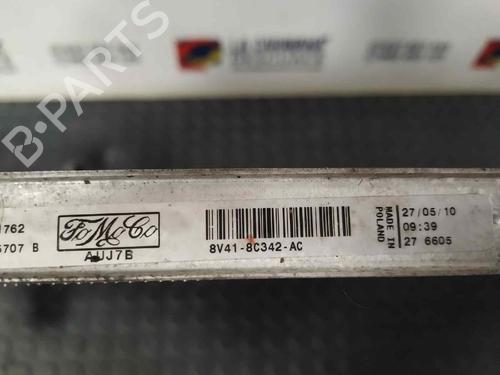 B-PARTS
1762
5707 B
FoMoCo
AUJ7B
8V41-8C342-AC
MADE IN
POLAND
27/05/10
09:39
27 6605